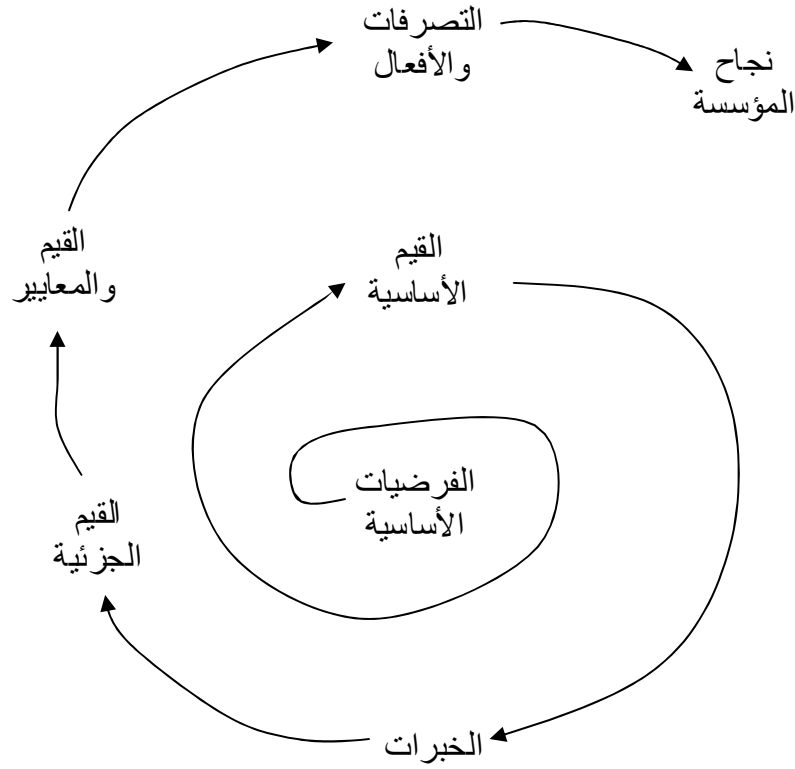 التصرفات
والأفعال
نجاح
المؤسسة
القيم
والمعايير
القيم
الأساسية
الفرضيات
الأساسية
القيم
الجزئية
الخبرات